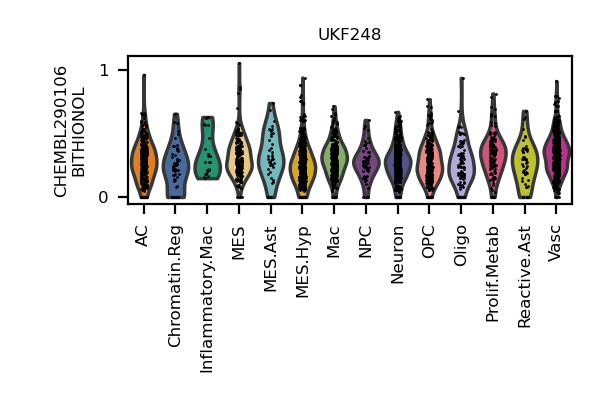 UKF248
CHEMBL290106
BITHIONOL
1
0
AC
Chromatin.Reg
Inflammatory.Mac
MES
MES.Ast
MES.Hyp
Mac
NPC
Neuron
OPC
Oligo
Prolif.Metab
Reactive.Ast
Vasc